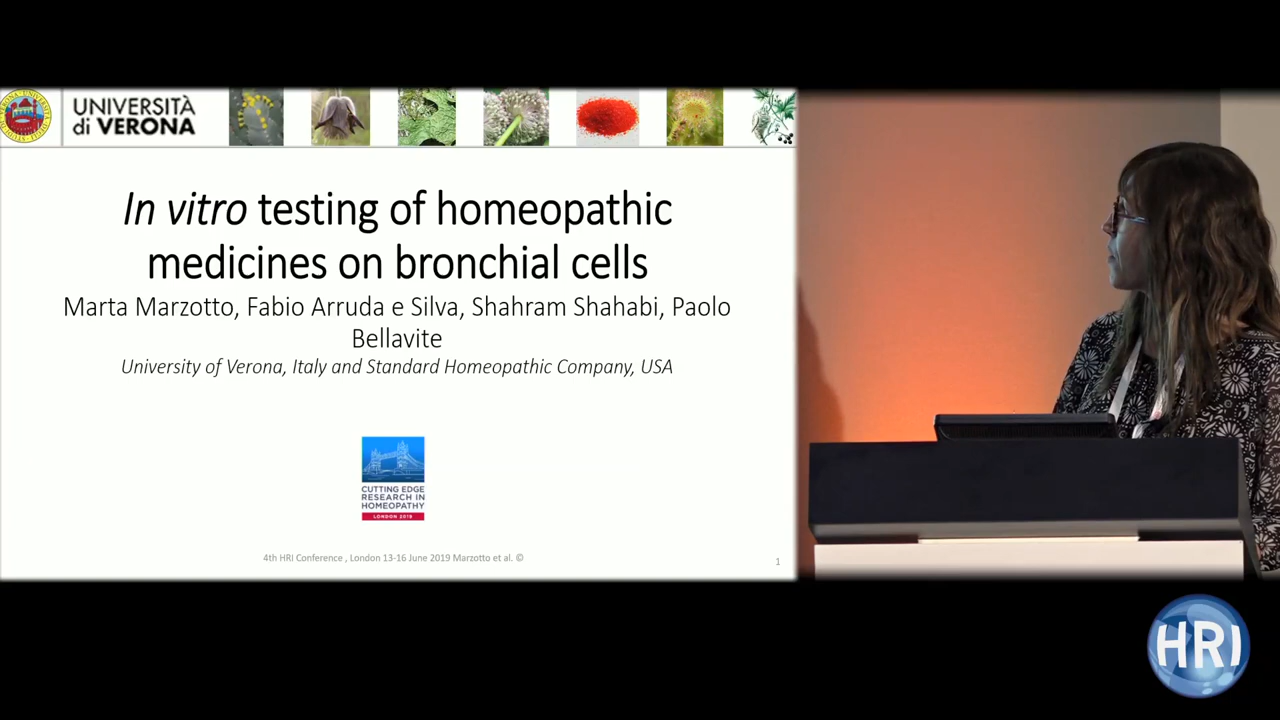 UNIVERSITÀ
di VERONA
In vitro testing of homeopathic
medicines on bronchial cells
Marta Marzotto, Fabio Arruda e Silva, Shahram Shahabi, Paolo
Bellavite
University of Verona, Italy and Standard Homeopathic Company, USA
CUTTING EDGE
RESEARCH IN
HOMEOPATHY
LONDON 2019
4th HRI Conference , London 13-16 June 2019 Marzotto et al. ©
1
HRI